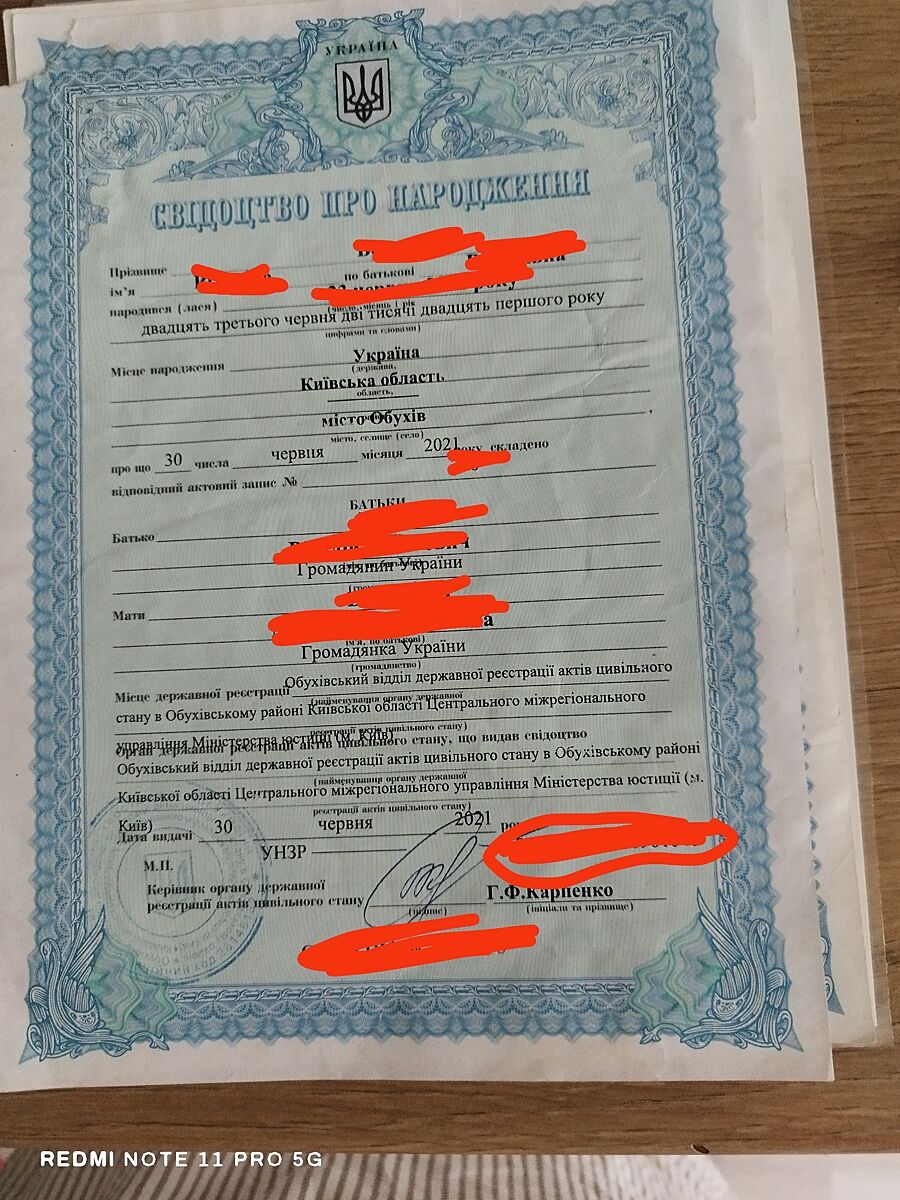 УКРАЇНА
СВІДОЦТВО ПРО НАРОДЖЕННЯ
Прізвище
ім’я
по батькові
народився (лася)
року
(число, місяць і рік
двадцять третього червня дві тисячі двадцять першого року
цифрами та словами)
Місце народження
Україна
(держава,
Київська область
область,
місто Обухів
місто, селище (село)
про що 30 числа червня місяця 2021 року складено
відповідний актовий запис №
БАТЬКИ
Батько
Громадянин України
Мати
ім’я, по батькові)
Громадянка України
(громадянство)
Місце державної реєстрації Обухівський відділ державної реєстрації актів цивільного
(найменування органу державної
стану в Обухівському районі Київської області Центрального міжрегіонального
реєстрації актів цивільного стану)
управління Міністерства юстиції (м. Київ)
орган державної реєстрації актів цивільного стану, що видав свідоцтво
Обухівський відділ державної реєстрації актів цивільного стану в Обухівському районі
(найменування органу державної
Київської області Центрального міжрегіонального управління Міністерства юстиції (м.
реєстрації актів цивільного стану)
Київ)
Дата видачі 30 червня 2021
УНЗР
М.П.
Керівник органу державної
реєстрації актів цивільного стану
Г.Ф.Карпенко
(підпис)
(ініціали та прізвище)
REDMI NOTE 11 PRO 5G